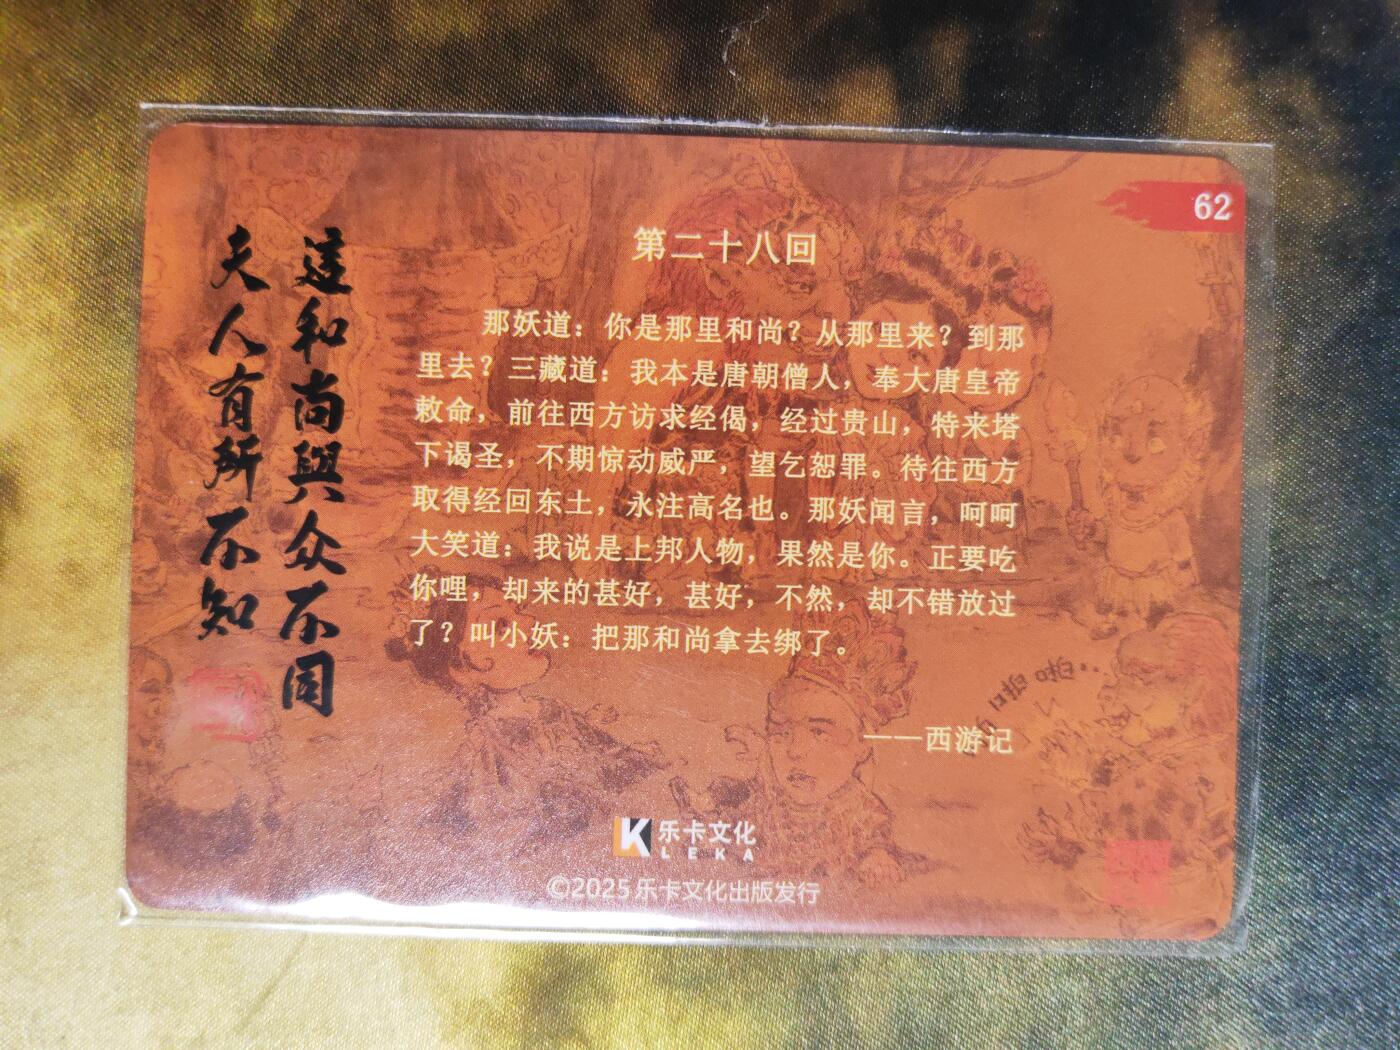 62
這和尚與众不同
夫人有所不知
第二十八回
那妖道：你是那里和尚？从那里来？到那
里去？三藏道：我本是唐朝僧人，奉大唐皇帝
敕命，前往西方访求经偈，经过贵山，特来塔
下谒圣，不期惊动威严，望乞恕罪。待往西方
取得经回东土，永注高名也。那妖闻言，呵呵
大笑道：我说是上邦人物，果然是你。正要吃
你哩，却来的甚好，甚好，不然，却不错放过
了？叫小妖：把那和尚拿去绑了。
——西游记
K 乐卡文化
LEKA
©2025乐卡文化出版发行